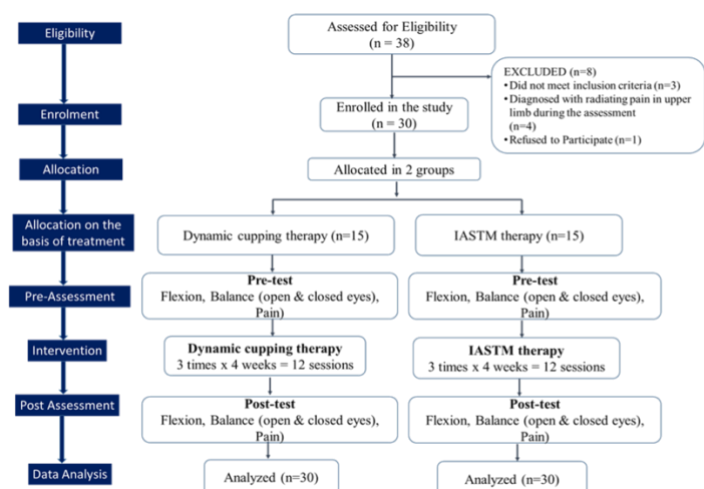 Eligibility
Enrolment
Allocation
Allocation on the
basis of treatment
Pre-Assessment
Intervention
Post Assessment
Data Analysis
Assessed for Eligibility
(n = 38)
EXCLUDED (n=8)
•Did not meet inclusion criteria (n=3)
•Diagnosed with radiating pain in upper
limb during the assessment
(n=4)
•Refused to Participate (n=1)
Enrolled in the study
(n = 30)
Allocated in 2 groups
Dynamic cupping therapy (n=15)
IASTM therapy (n=15)
Pre-test
Flexion, Balance (open & closed eyes),
Pain)
Pre-test
Flexion, Balance (open & closed eyes),
Pain)
Dynamic cupping therapy
3 times x 4 weeks = 12 sessions
IASTM therapy
3 times x 4 weeks = 12 sessions
Post-test
Flexion, Balance (open & closed eyes),
Pain)
Post-test
Flexion, Balance (open & closed eyes),
Pain)
Analyzed (n=30)
Analyzed (n=30)